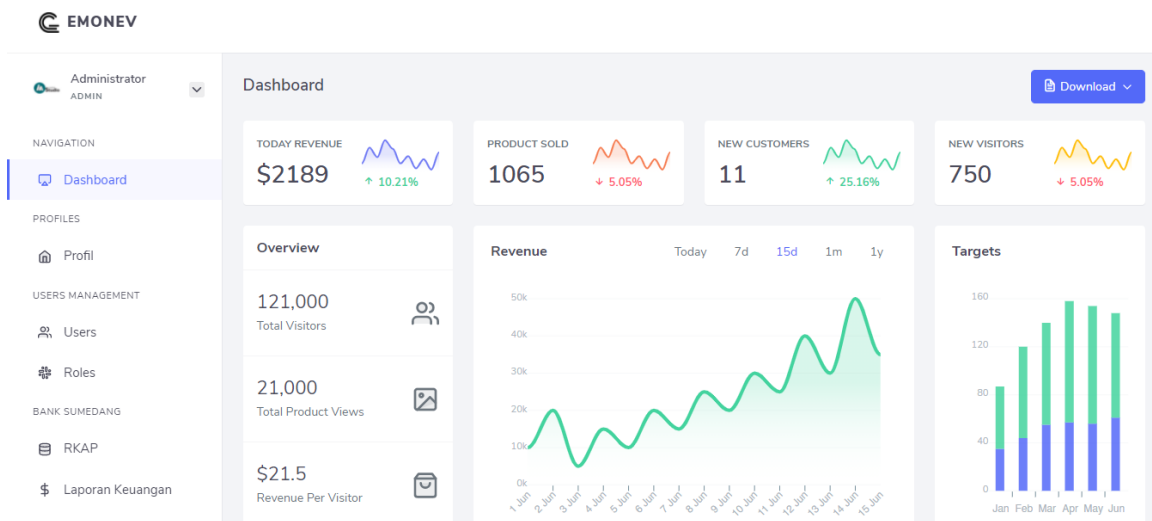 EMONEV
Administrator
ADMIN
NAVIGATION
Dashboard
PROFILES
Profil
USERS MANAGEMENT
Users
Roles
BANK SUMEDANG
RKAP
Laporan Keuangan
Dashboard
Download
TODAY REVENUE
$2189
↑ 10.21%
PRODUCT SOLD
1065
↓ 5.05%
NEW CUSTOMERS
11
↑ 25.16%
NEW VISITORS
750
↓ 5.05%
Overview
121,000
Total Visitors
21,000
Total Product Views
$21.5
Revenue Per Visitor
Revenue
Today 7d 15d 1m 1y
50k
40k
30k
20k
10k
0k
1 Jun 2 Jun 3 Jun 4 Jun 5 Jun 6 Jun 7 Jun 8 Jun 9 Jun 10 Jun 11 Jun 12 Jun 13 Jun 14 Jun 15 Jun
Targets
160
120
80
40
0
Jan Feb Mar Apr May Jun